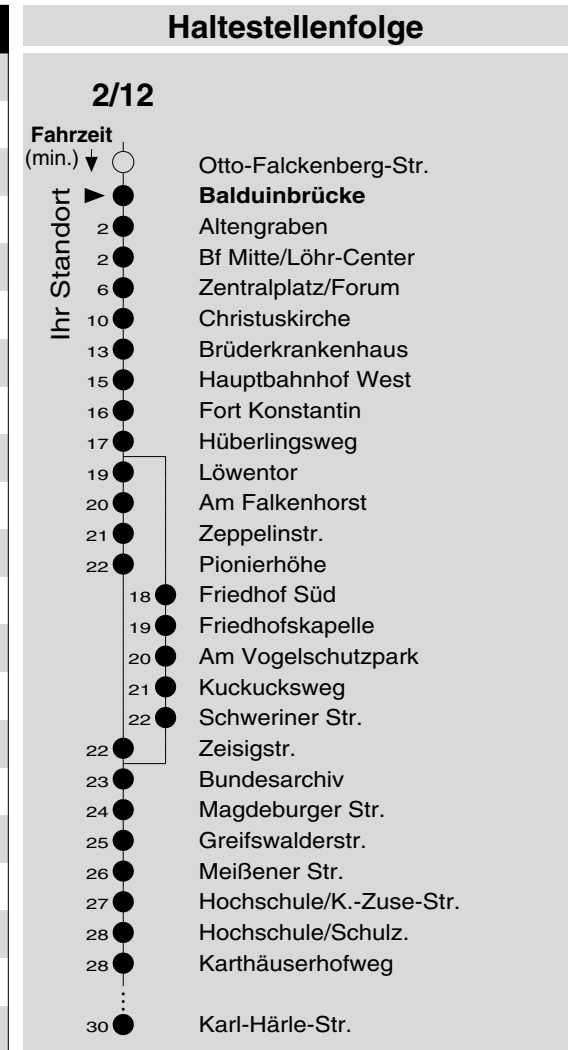 Haltestellenfolge
2/12
Fahrzeit
(min.)
Ihr Standort
Otto-Falckenberg-Str.
Balduinbrücke
2 Altengraben
2 Bf Mitte/Löhr-Center
6 Zentralplatz/Forum
10 Christuskirche
13 Brüderkrankenhaus
15 Hauptbahnhof West
16 Fort Konstantin
17 Hüberlingsweg
19 Löwentor
20 Am Falkenhorst
21 Zeppelinstr.
22 Pionierhöhe
18 Friedhof Süd
19 Friedhofskapelle
20 Am Vogelschutzpark
21 Kuckucksweg
22 Schweriner Str.
22 Zeisigstr.
23 Bundesarchiv
24 Magdeburger Str.
25 Greifswalderstr.
26 Meißener Str.
27 Hochschule/K.-Zuse-Str.
28 Hochschule/Schulz.
28 Karthäuserhofweg
30 Karl-Härle-Str.